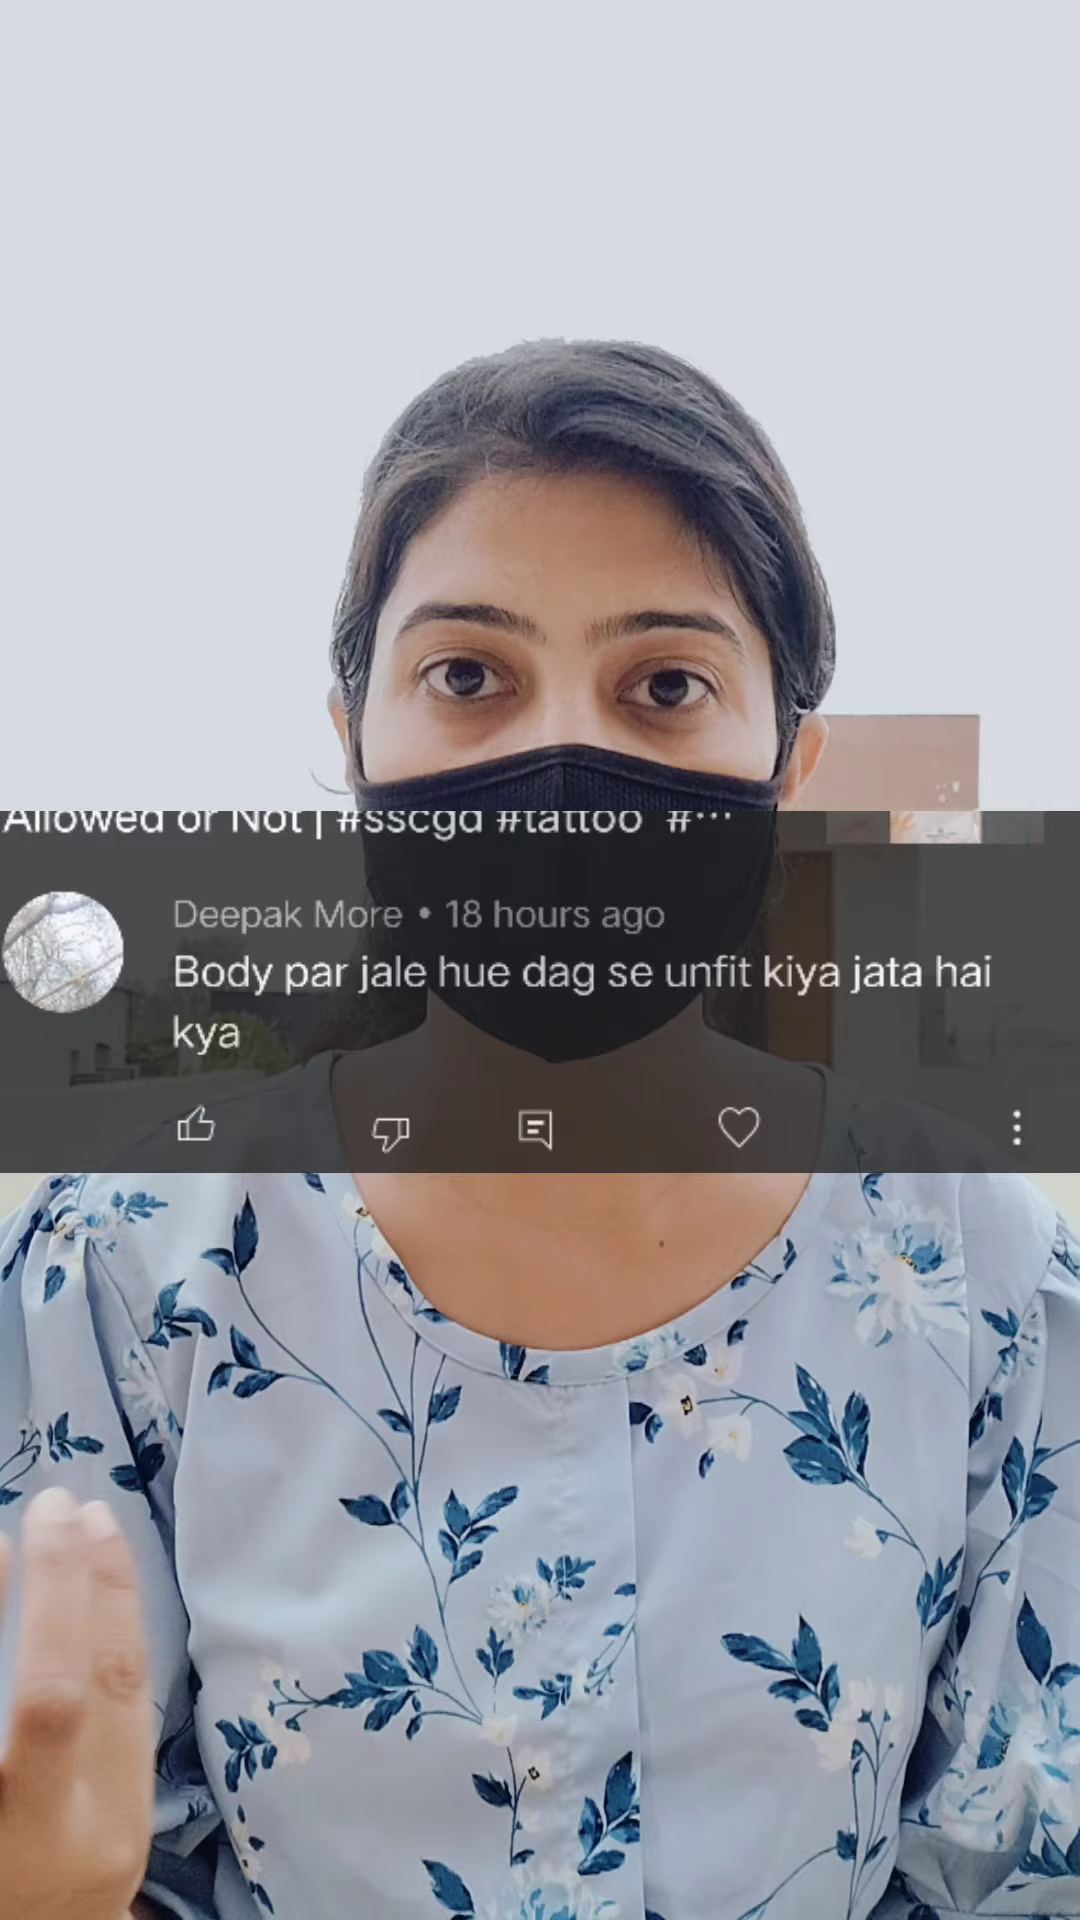 Allowed or Not | #sscgd #tattoo #...
Deepak More • 18 hours ago
Body par jale hue dag se unfit kiya jata hai
kya